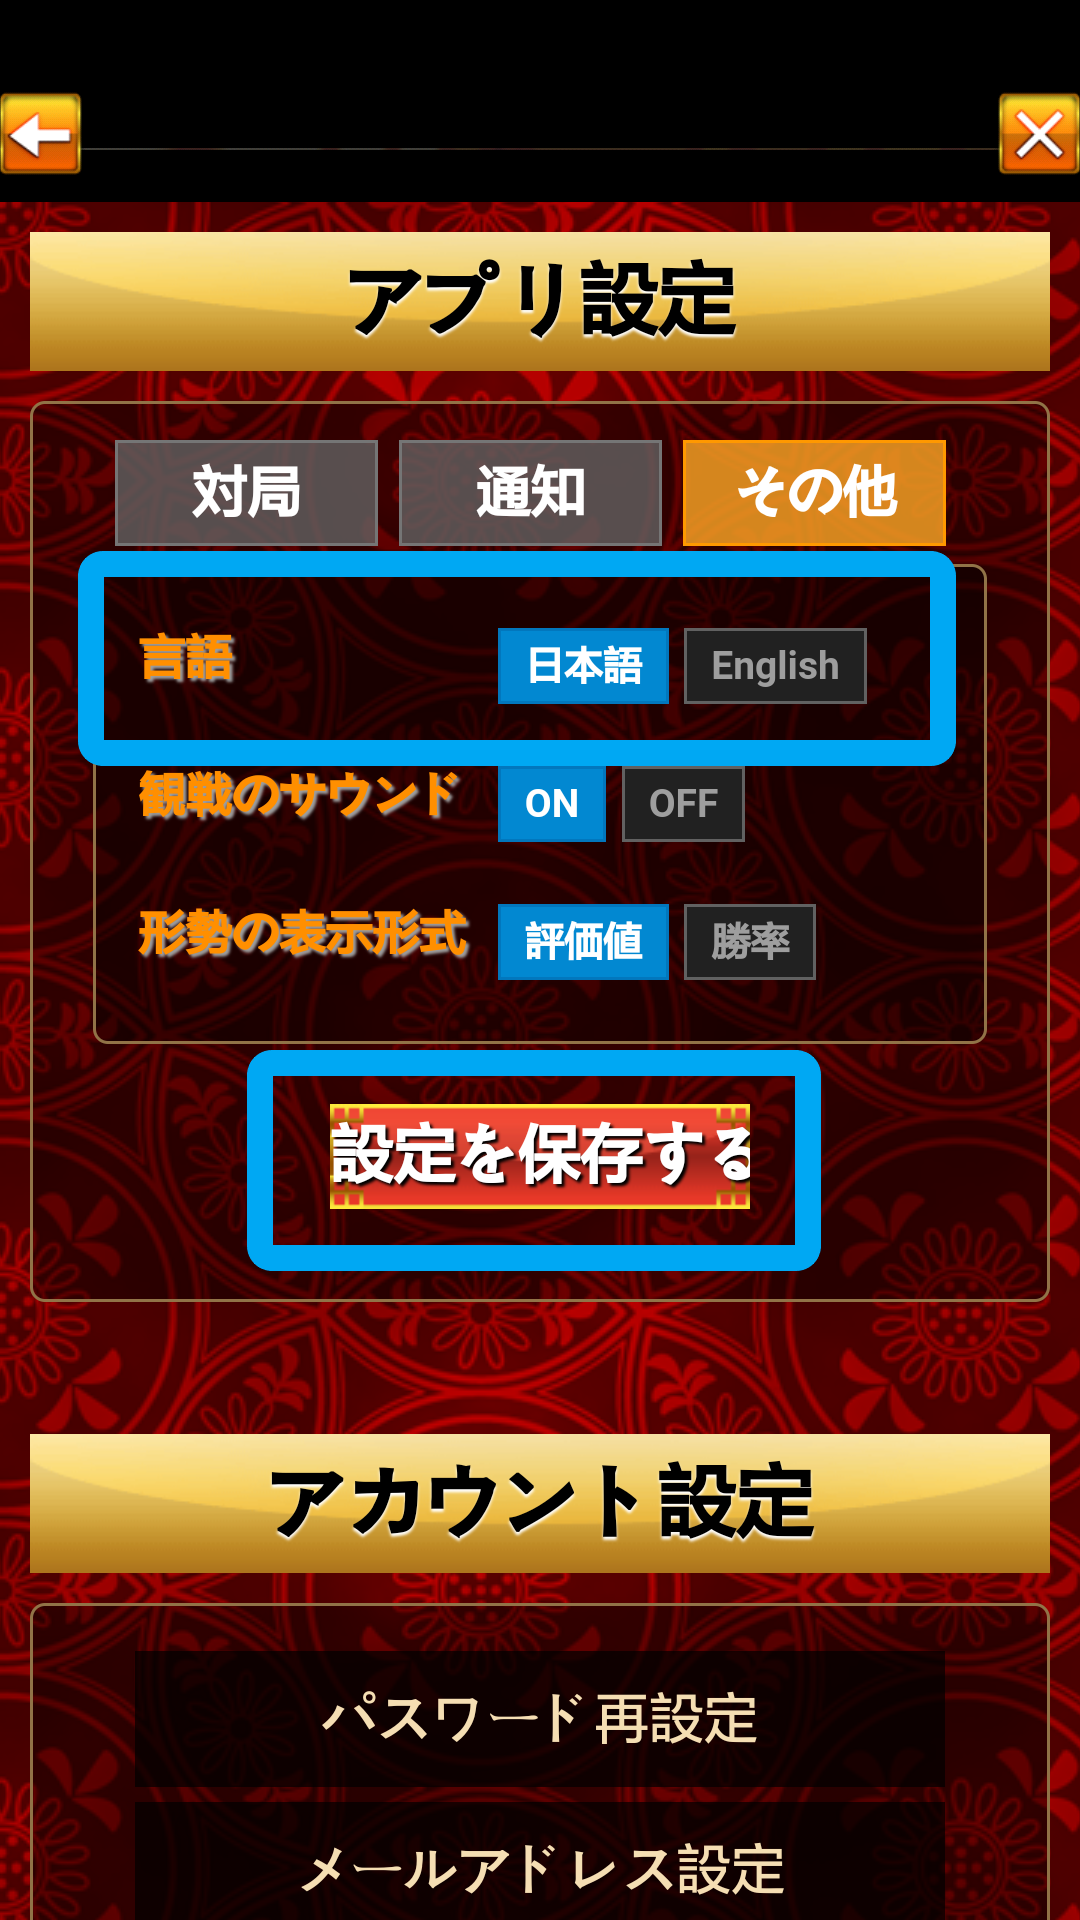 アプリ設定
対局 通知 その他
言語 日本語 English
観戦のサウンド ON OFF
形勢の表示形式 評価値 勝率
設定を保存する
アカウント設定
パスワード再設定
メールアドレス設定